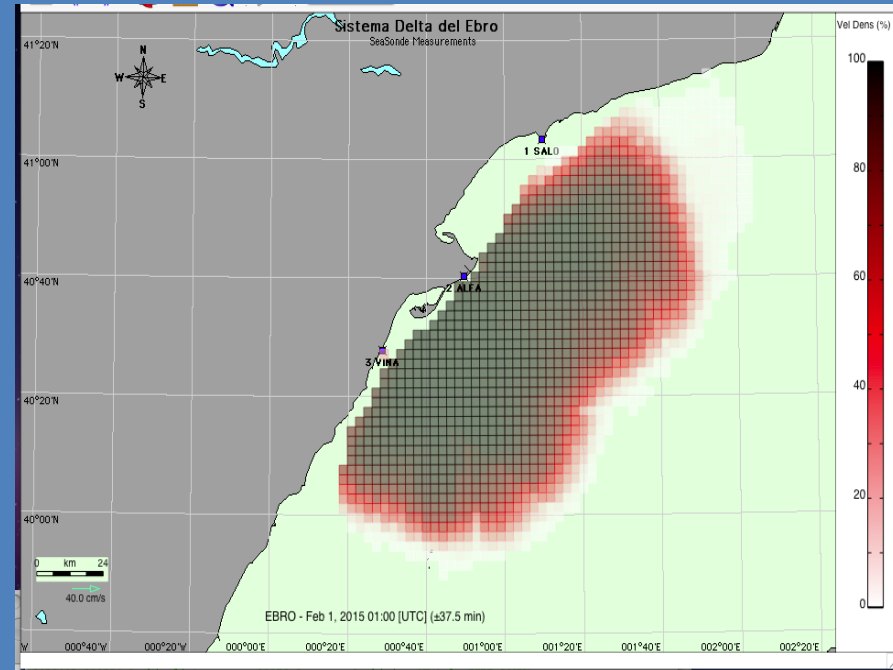 Sistema Delta del Ebro
SeaSonde Measurements
Vel Dens (%)
N
W
E
S
41°20'N
41°00'N
40°40'N
40°20'N
40°00'N
1 SALO
2 ALFA
3 VINA
100
80
60
40
20
0
0 km 24
40.0 cm/s
EBRO - Feb 1, 2015 01:00 [UTC] (±37.5 min)
W 000°40'W 000°20'W 000°00'E 000°20'E 000°40'E 001°00'E 001°20'E 001°40'E 002°00'E 002°20'E